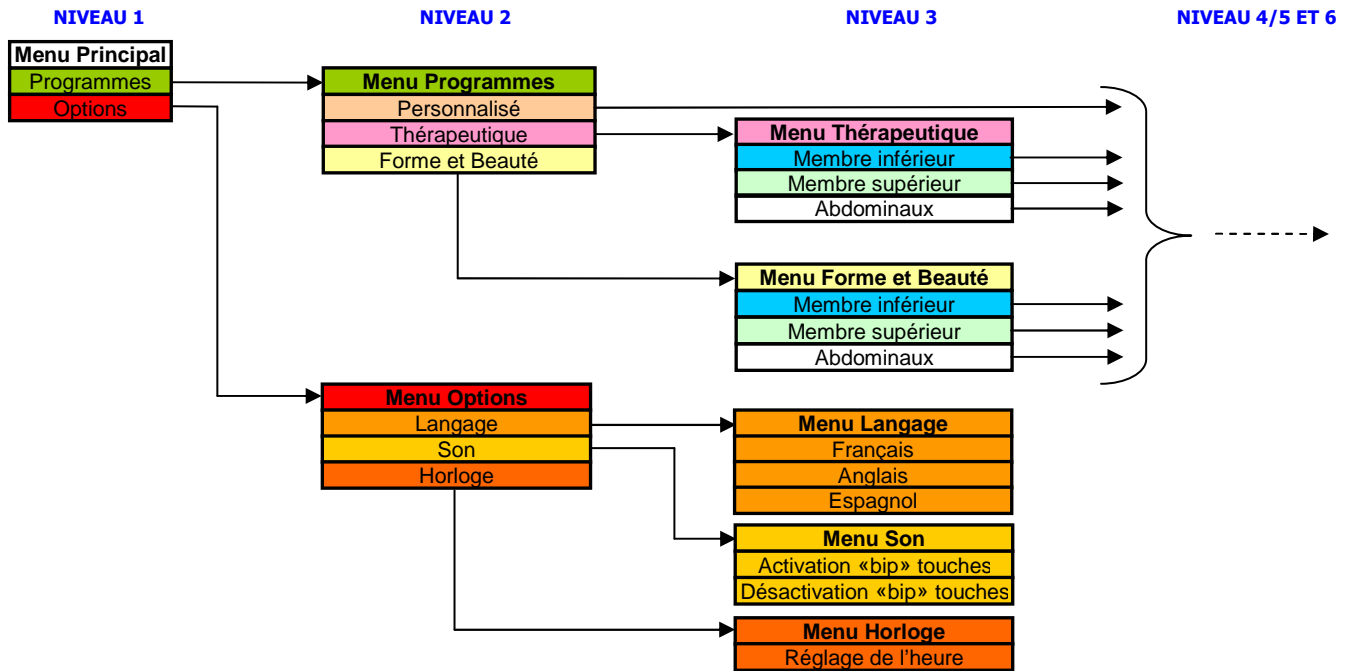 NIVEAU 1
NIVEAU 2
NIVEAU 3
NIVEAU 4/5 ET 6
Menu Principal
Programmes
Options
Menu Programmes
Personnalisé
Thérapeutique
Forme et Beauté
Menu Thérapeutique
Membre inférieur
Membre supérieur
Abdominaux
Menu Forme et Beauté
Membre inférieur
Membre supérieur
Abdominaux
Menu Options
Langage
Son
Horloge
Menu Langage
Français
Anglais
Espagnol
Menu Son
Activation «bip» touches
Désactivation «bip» touches
Menu Horloge
Réglage de l'heure